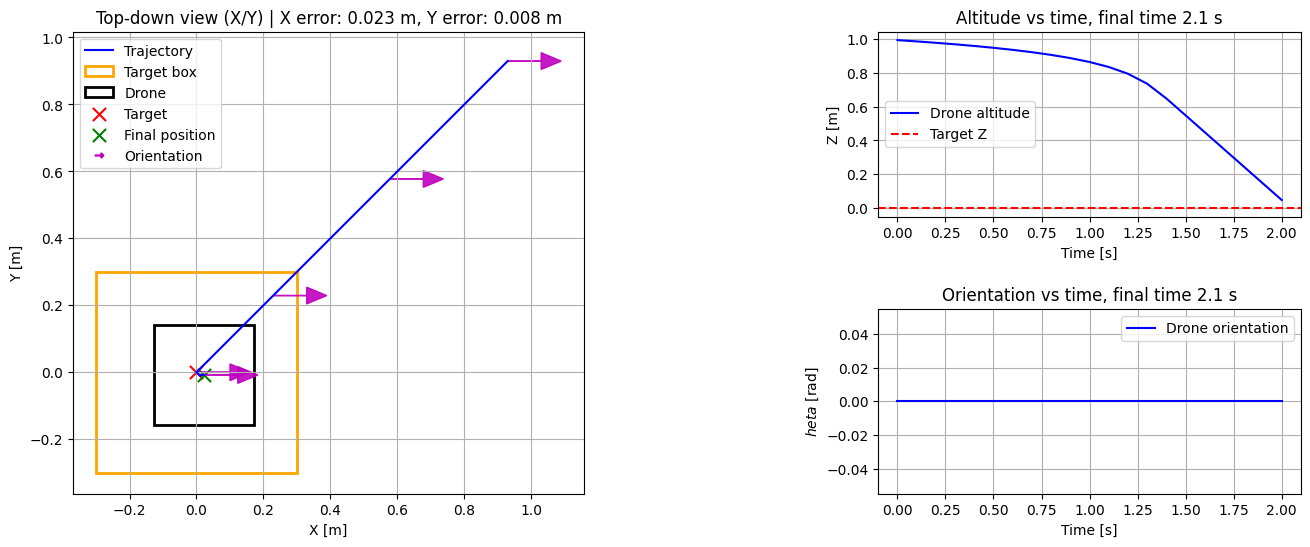 Top-down view (X/Y) | X error: 0.023 m, Y error: 0.008 m
Trajectory
Target box
Drone
Target
Final position
Orientation
1.0
0.8
0.6
0.4
0.2
0.0
−0.2
Y [m]
−0.2
0.0
0.2
0.4
0.6
0.8
1.0
X [m]
Altitude vs time, final time 2.1 s
1.0
0.8
0.6
0.4
0.2
0.0
Z [m]
Drone altitude
Target Z
0.00
0.25
0.50
0.75
1.00
1.25
1.50
1.75
2.00
Time [s]
Orientation vs time, final time 2.1 s
Drone orientation
0.04
0.02
0.00
−0.02
−0.04
heta [rad]
0.00
0.25
0.50
0.75
1.00
1.25
1.50
1.75
2.00
Time [s]